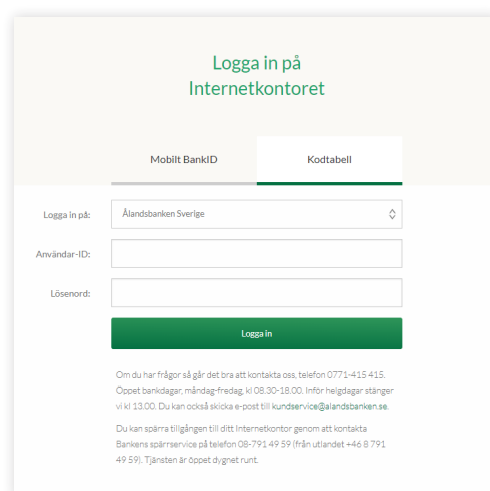 Logga in på
Internetkontoret
Mobilt BankID
Kodtabell
Logga in på:
Ålandsbanken Sverige
Användar-ID:
Lösenord:
Logga in
Om du har frågor så går det bra att kontakta oss, telefon 0771-415 415.
Öppet bankdagar, måndag-fredag, kl 08.30-18.00. Inför helgdagar stänger
vi kl 13.00. Du kan också skicka e-post till kundservice@alandsbanken.se.
Du kan spärra tillgången till ditt Internetkontor genom att kontakta
Bankens spärrservice på telefon 08-791 49 59 (från utlandet +46 8 791
49 59). Tjänsten är öppet dygnet runt.